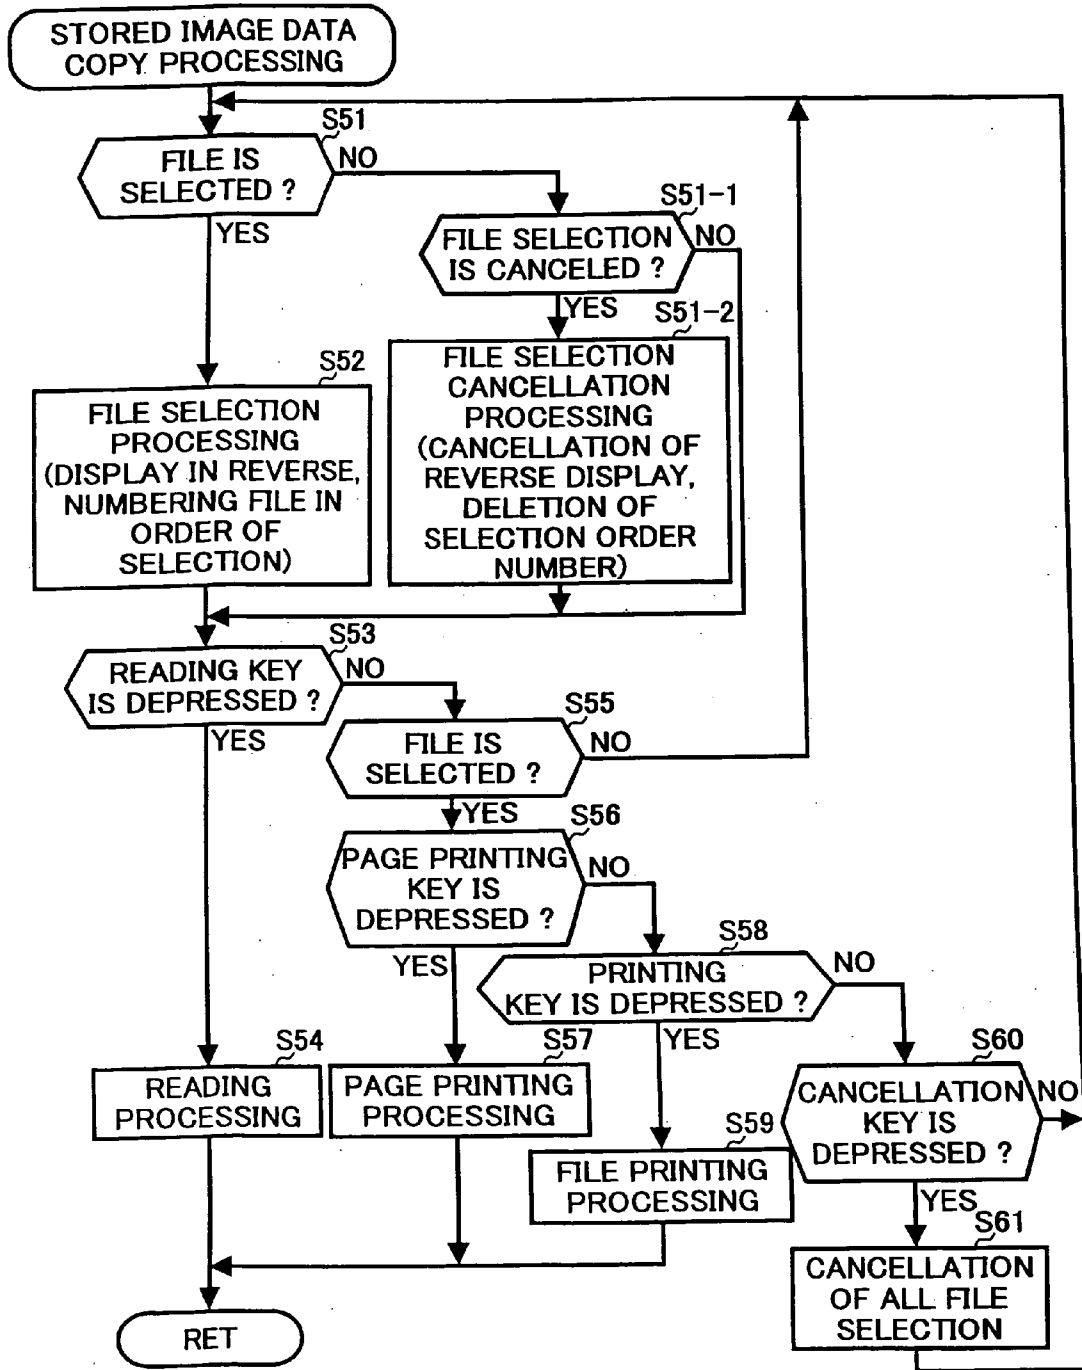 STORED IMAGE DATA
COPY PROCESSING
S51
FILE IS
SELECTED ?
NO
YES
S51-1
FILE SELECTION
IS CANCELED ?
NO
YES
S51-2
FILE SELECTION
CANCELLATION
PROCESSING
(CANCELLATION OF
REVERSE DISPLAY,
DELETION OF
SELECTION ORDER
NUMBER)
S52
FILE SELECTION
PROCESSING
(DISPLAY IN REVERSE,
NUMBERING FILE IN
ORDER OF
SELECTION)
S53
READING KEY
IS DEPRESSED ?
NO
YES
S55
FILE IS
SELECTED ?
NO
YES
S56
PAGE PRINTING
KEY IS
DEPRESSED ?
NO
YES
S58
PRINTING
KEY IS DEPRESSED ?
NO
YES
S54
READING
PROCESSING
S57
PAGE PRINTING
PROCESSING
S60
CANCELLATION
KEY IS
DEPRESSED ?
NO
YES
S59
FILE PRINTING
PROCESSING
S61
CANCELLATION
OF ALL FILE
SELECTION
RET